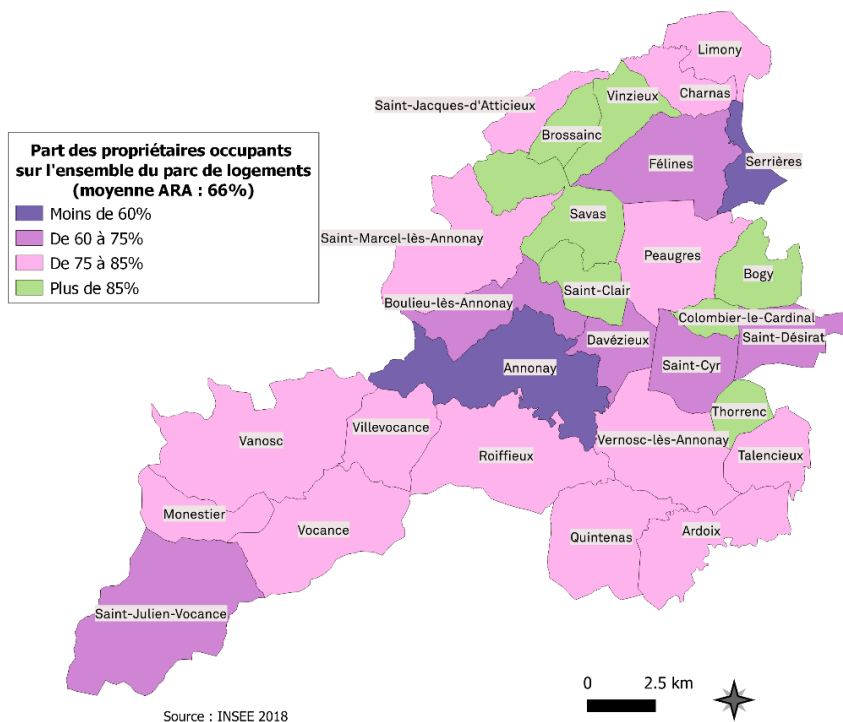 Limony
Charnas
Saint-Jacques-d'Atticieux
Vinzieux
Brossainc
Félines
Serrières
Part des propriétaires occupants
sur l'ensemble du parc de logements
(moyenne ARA : 66%)
Moins de 60%
De 60 à 75%
De 75 à 85%
Plus de 85%
Savas
Saint-Marcel-lès-Annonay
Peaugres
Bogy
Saint-Clair
Boulieu-lès-Annonay
Colombier-le-Cardinal
Davézieux
Saint-Désirat
Annonay
Saint-Cyr
Thorrenc
Villevocance
Vanosc
Vernosc-lès-Annonay
Roiffieux
Talencieux
Monestier
Vocance
Quintenas
Ardoix
Saint-Julien-Vocance
0 2.5 km
Source : INSEE 2018